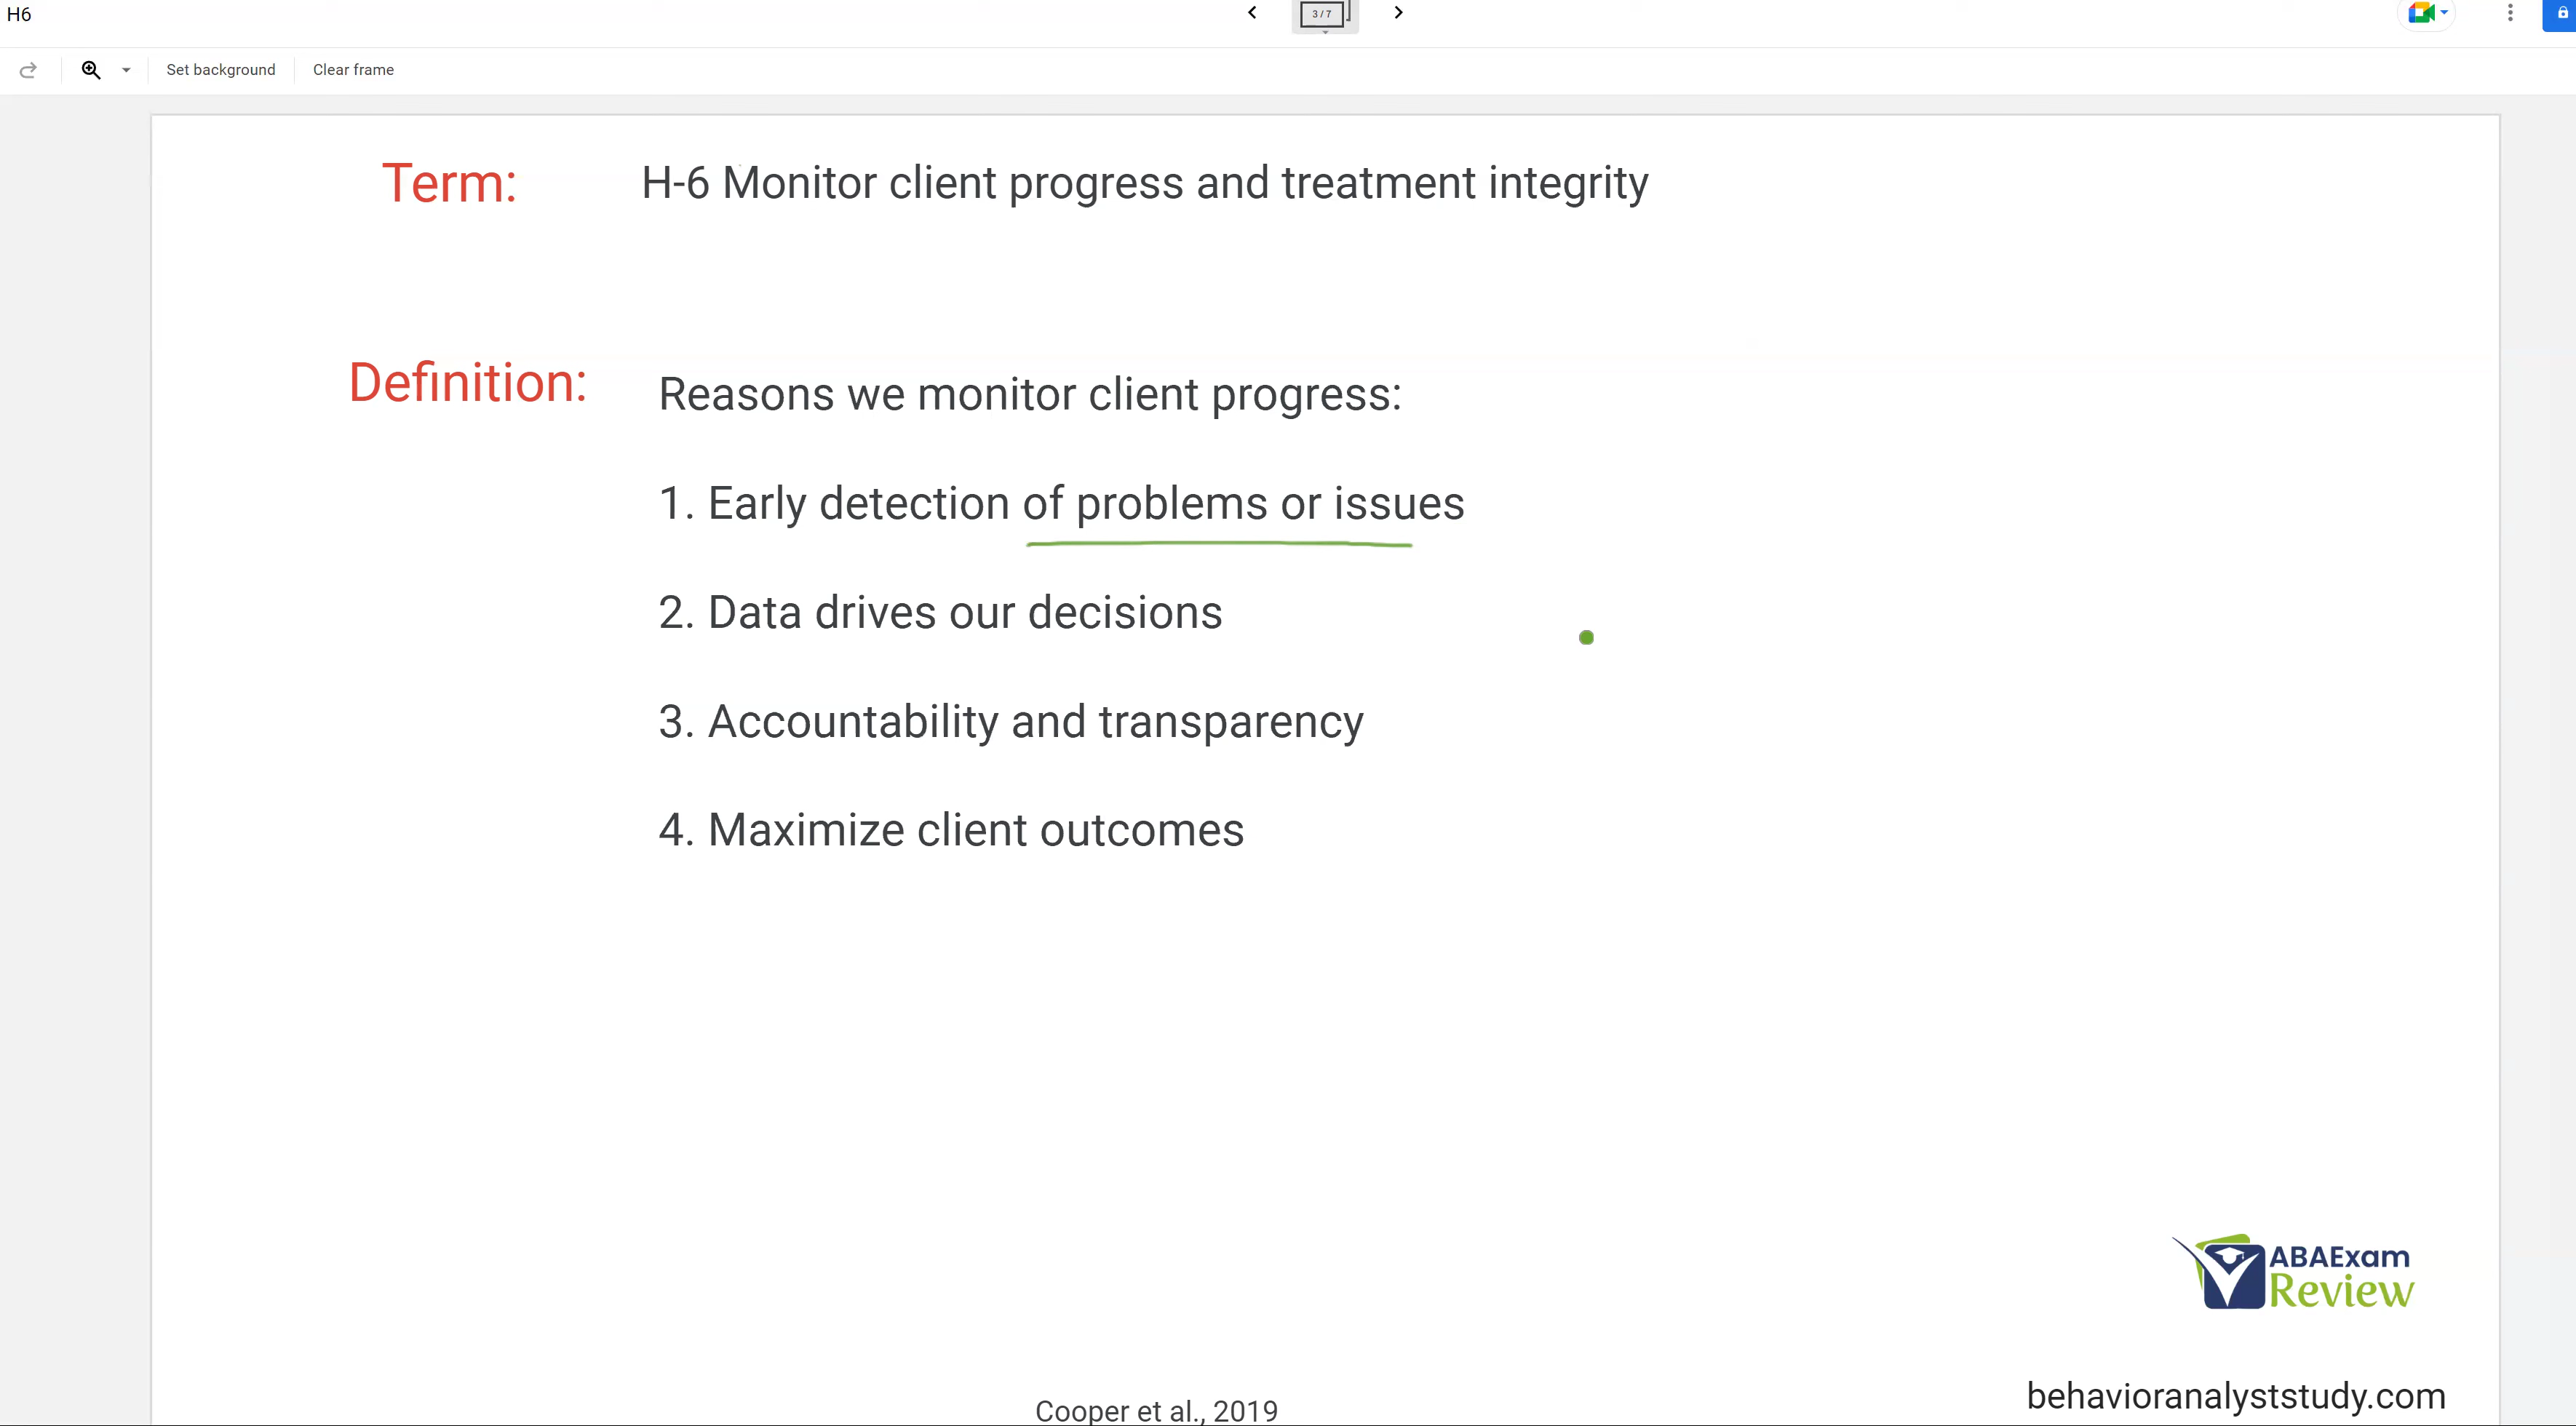 H6
3 / 7
Set background
Clear frame
Term:
H-6 Monitor client progress and treatment integrity
Definition:
Reasons we monitor client progress:
1. Early detection of problems or issues
2. Data drives our decisions
3. Accountability and transparency
4. Maximize client outcomes
ABAExam
Review
behavioranalyststudy.com
Cooper et al., 2019